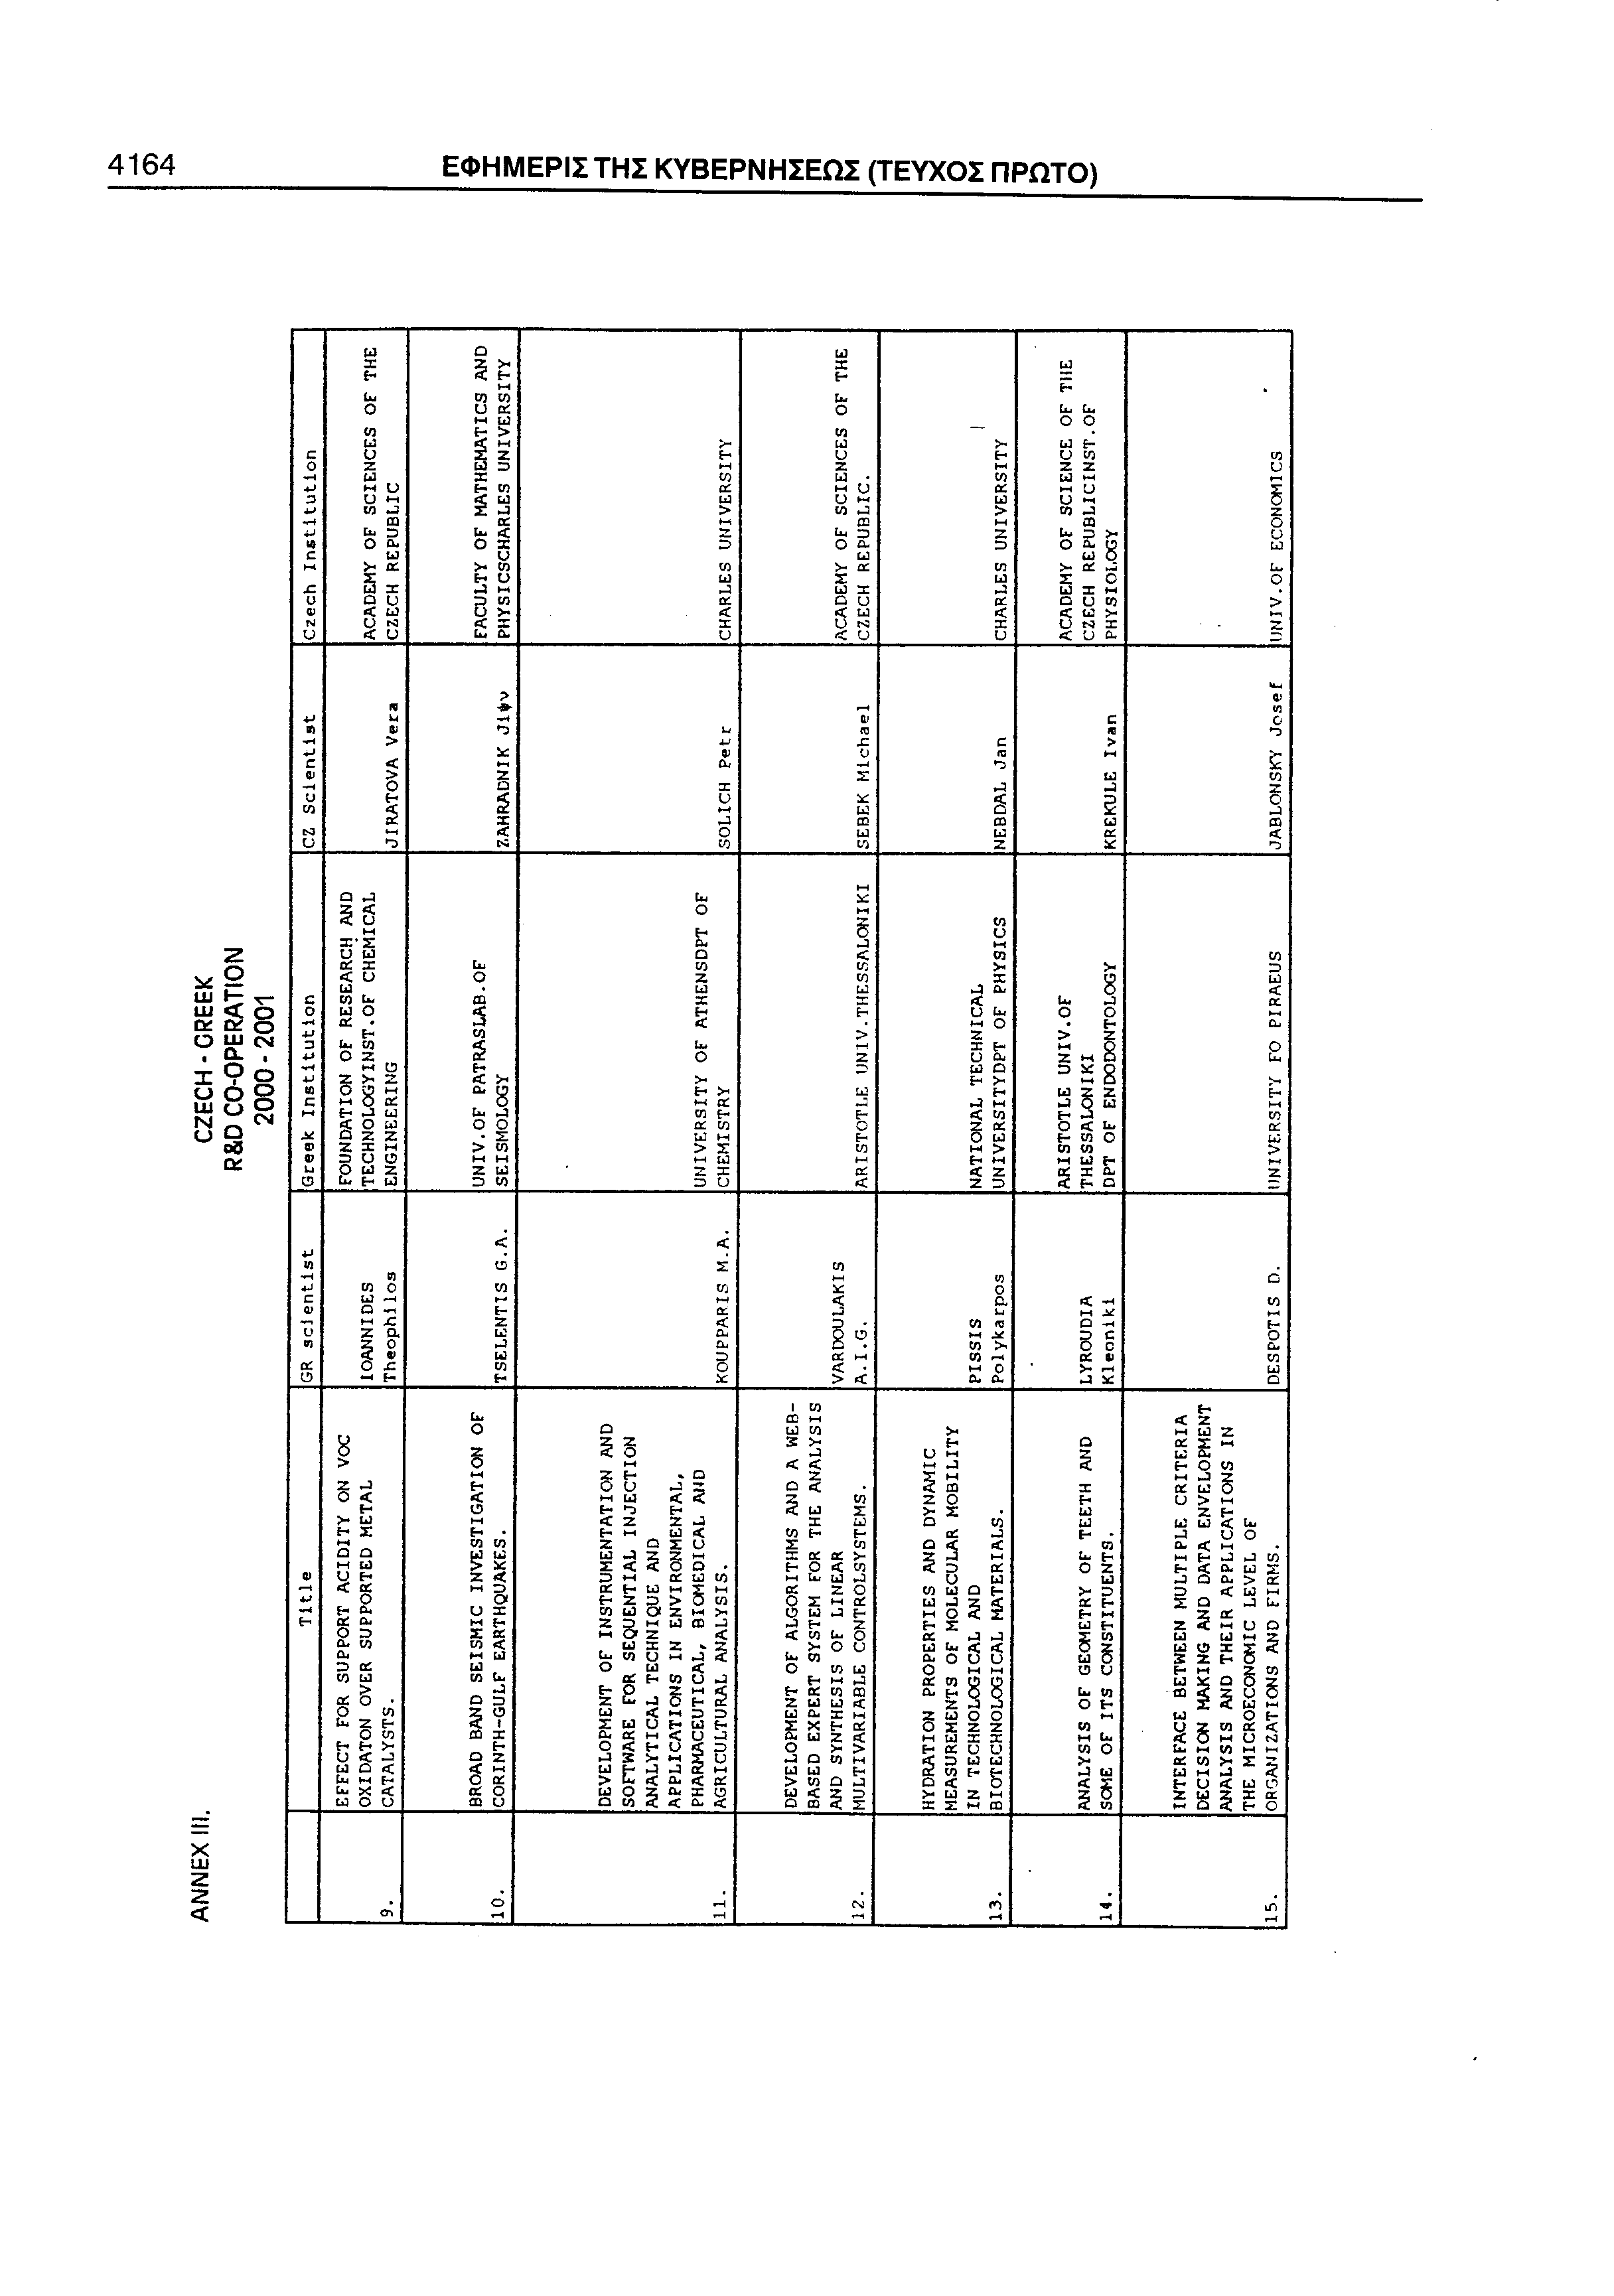 4164
ΕΦΗΜΕΡΙΣ ΤΗΣ ΚΥΒΕΡΝΗΣΕΩΣ (ΤΕΥΧΟΣ ΠΡΩΤΟ)
ANNEX III.
CZECH - GREEK
R&D CO-OPERATION
2000 - 2001
Title
GR scientist
Greek Institution
CZ Scientist
Czech Institution
9.
EFFECT FOR SUPPORT ACIDITY ON VOC
OXIDATON OVER SUPPORTED METAL
CATALYSTS.
IOANNIDES
Theophilos
FOUNDATION OF RESEARCH AND
TECHNOLOGYINST.OF CHEMICAL
ENGINEERING
JIRATOVA Vera
ACADEMY OF SCIENCES OF THE
CZECH REPUBLIC
10.
BROAD BAND SEISMIC INVESTIGATION OF
CORINTH-GULF EARTHQUAKES.
TSELENTIS G.A.
UNIV.OF PATRASLAB.OF
SEISMOLOGY
ZAHRADNIK
FACULTY OF MATHEMATICS AND
PHYSICSCHARLES UNIVERSITY
11.
DEVELOPMENT OF INSTRUMENTATION AND
SOFTWARE FOR SEQUENTIAL INJECTION
ANALYTICAL TECHNIQUE AND
APPLICATIONS IN ENVIRONMENTAL,
PHARMACEUTICAL, BIOMEDICAL AND
AGRICULTURAL ANALYSIS.
KOUPPARIS M.A.
UNIVERSITY OF ATHENSDPT OF
CHEMISTRY
SOLICH Petr
CHARLES UNIVERSITY
12.
DEVELOPMENT OF ALGORITHMS AND A WEB-
BASED EXPERT SYSTEM FOR THE ANALYSIS
AND SYNTHESIS OF LINEAR
MULTIVARIABLE CONTROLSYSTEMS.
VARDOULAKIS
A.I.G.
ARISTOTLE UNIV.THESSALONIKI
SEBEK Michael
ACADEMY OF SCIENCES OF THE
CZECH REPUBLIC.
13.
HYDRATION PROPERTIES AND DYNAMIC
MEASUREMENTS OF MOLECULAR MOBILITY
IN TECHNOLOGICAL AND
BIOTECHNOLOGICAL MATERIALS.
PISSIS
Polykarpos
NATIONAL TECHNICAL
UNIVERSITYDPT OF PHYSICS
NEBDAL Jan
CHARLES UNIVERSITY
14.
ANALYSIS OF GEOMETRY OF TEETH AND
SOME OF ITS CONSTITUENTS.
LYROUDIA
Kleoniki
ARISTOTLE UNIV.OF
THESSALONIKI
DPT OF ENDODONTOLOGY
KREKULE Ivan
ACADEMY OF SCIENCE OF THE
CZECH REPUBLICINST.OF
PHYSIOLOGY
15.
INTERFACE BETWEEN MULTIPLE CRITERIA
DECISION MAKING AND DATA ENVELOPMENT
ANALYSIS AND THEIR APPLICATIONS IN
THE MICROECONOMIC LEVEL OF
ORGANIZATIONS AND FIRMS.
DESPOTIS D.
UNIVERSITY FO PIRAEUS
JABLONSKY Josef
UNIV.OF ECONOMICS